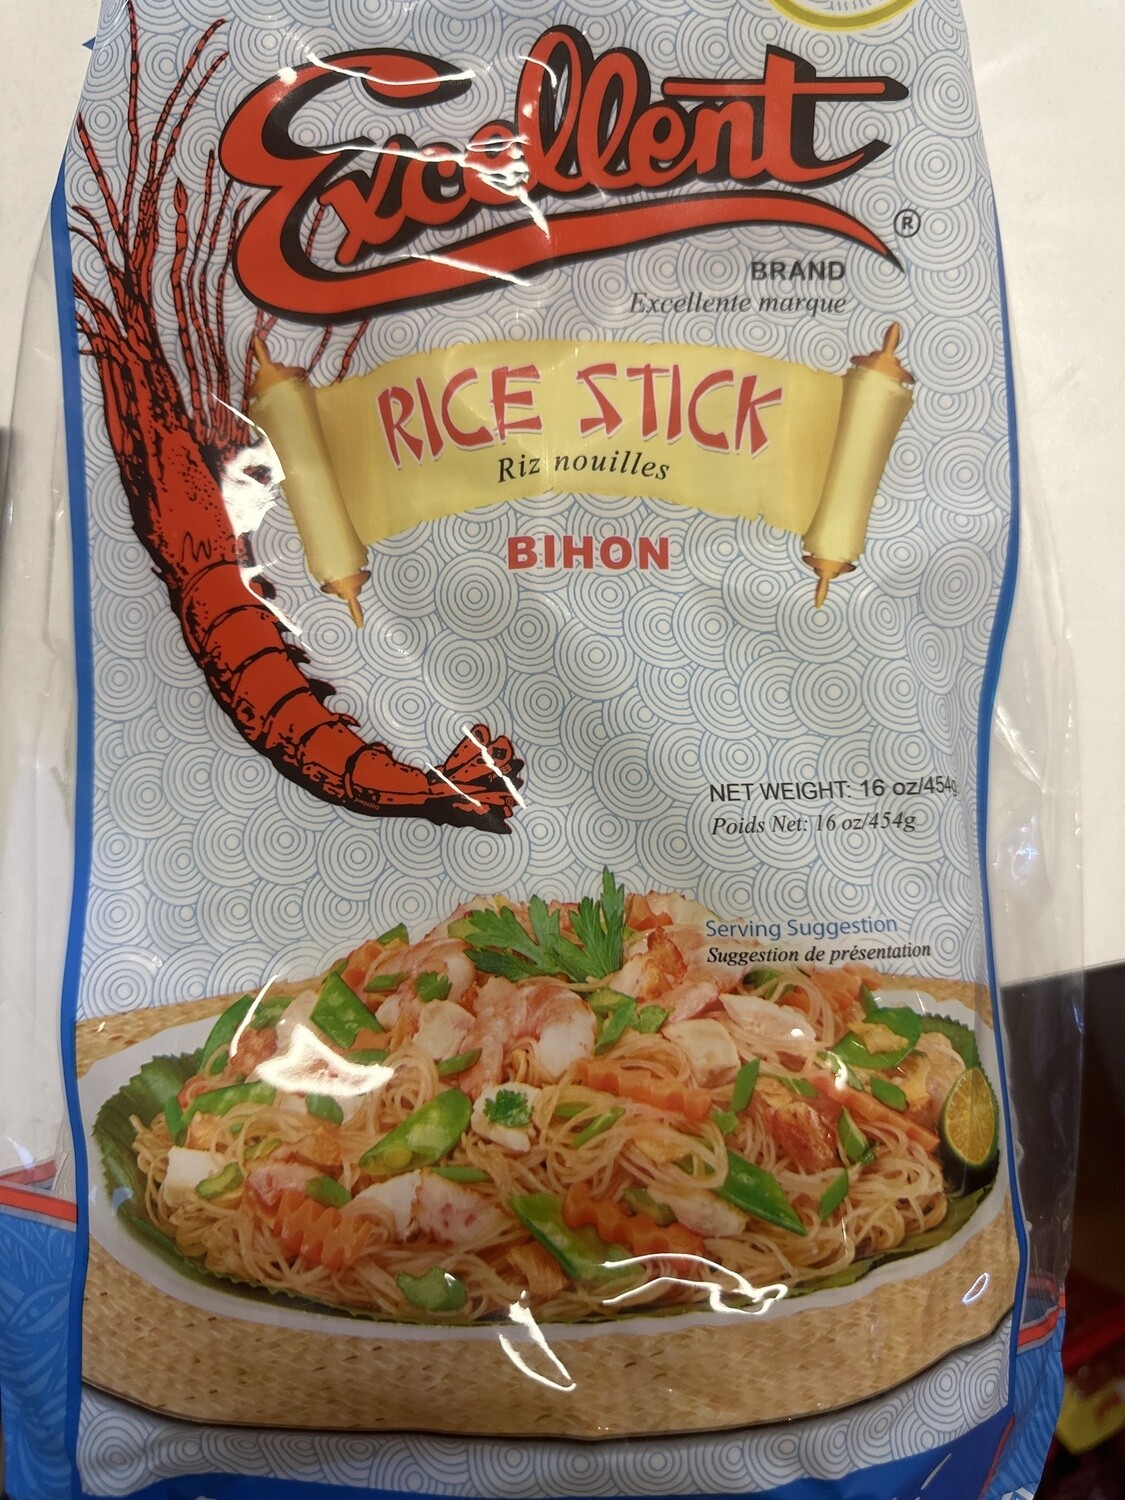 Excellent
®
BRAND
Excellente marque
RICE STICK
Riz nouilles
BIHON
NET WEIGHT: 16 oz/454g
Poids Net: 16 oz/454g
Serving Suggestion
Suggestion de présentation